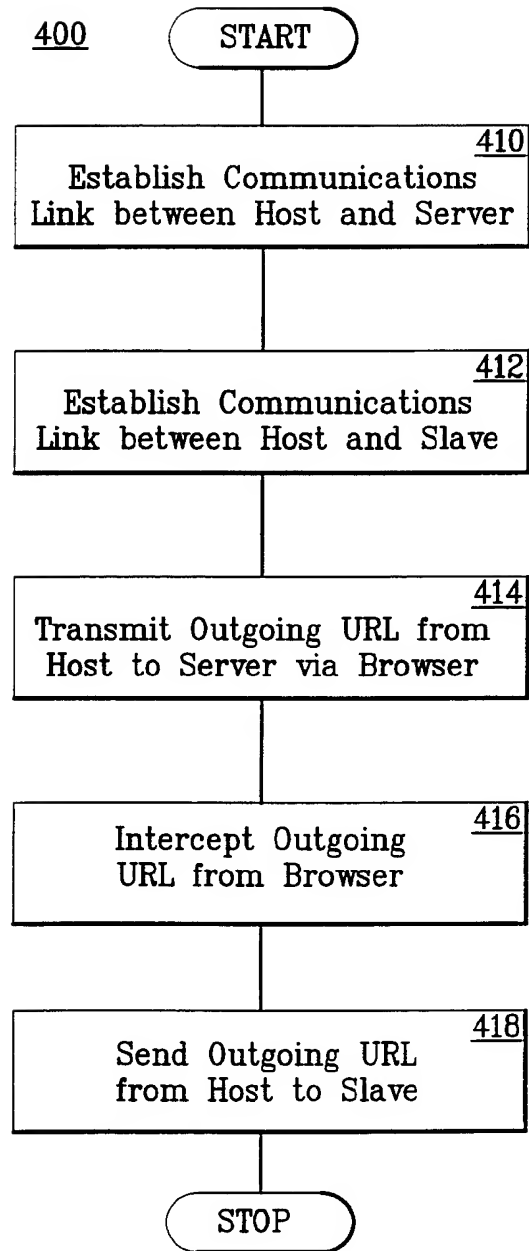 400
START
410
Establish Communications
Link between Host and Server
412
Establish Communications
Link between Host and Slave
414
Transmit Outgoing URL from
Host to Server via Browser
416
Intercept Outgoing
URL from Browser
418
Send Outgoing URL
from Host to Slave
STOP